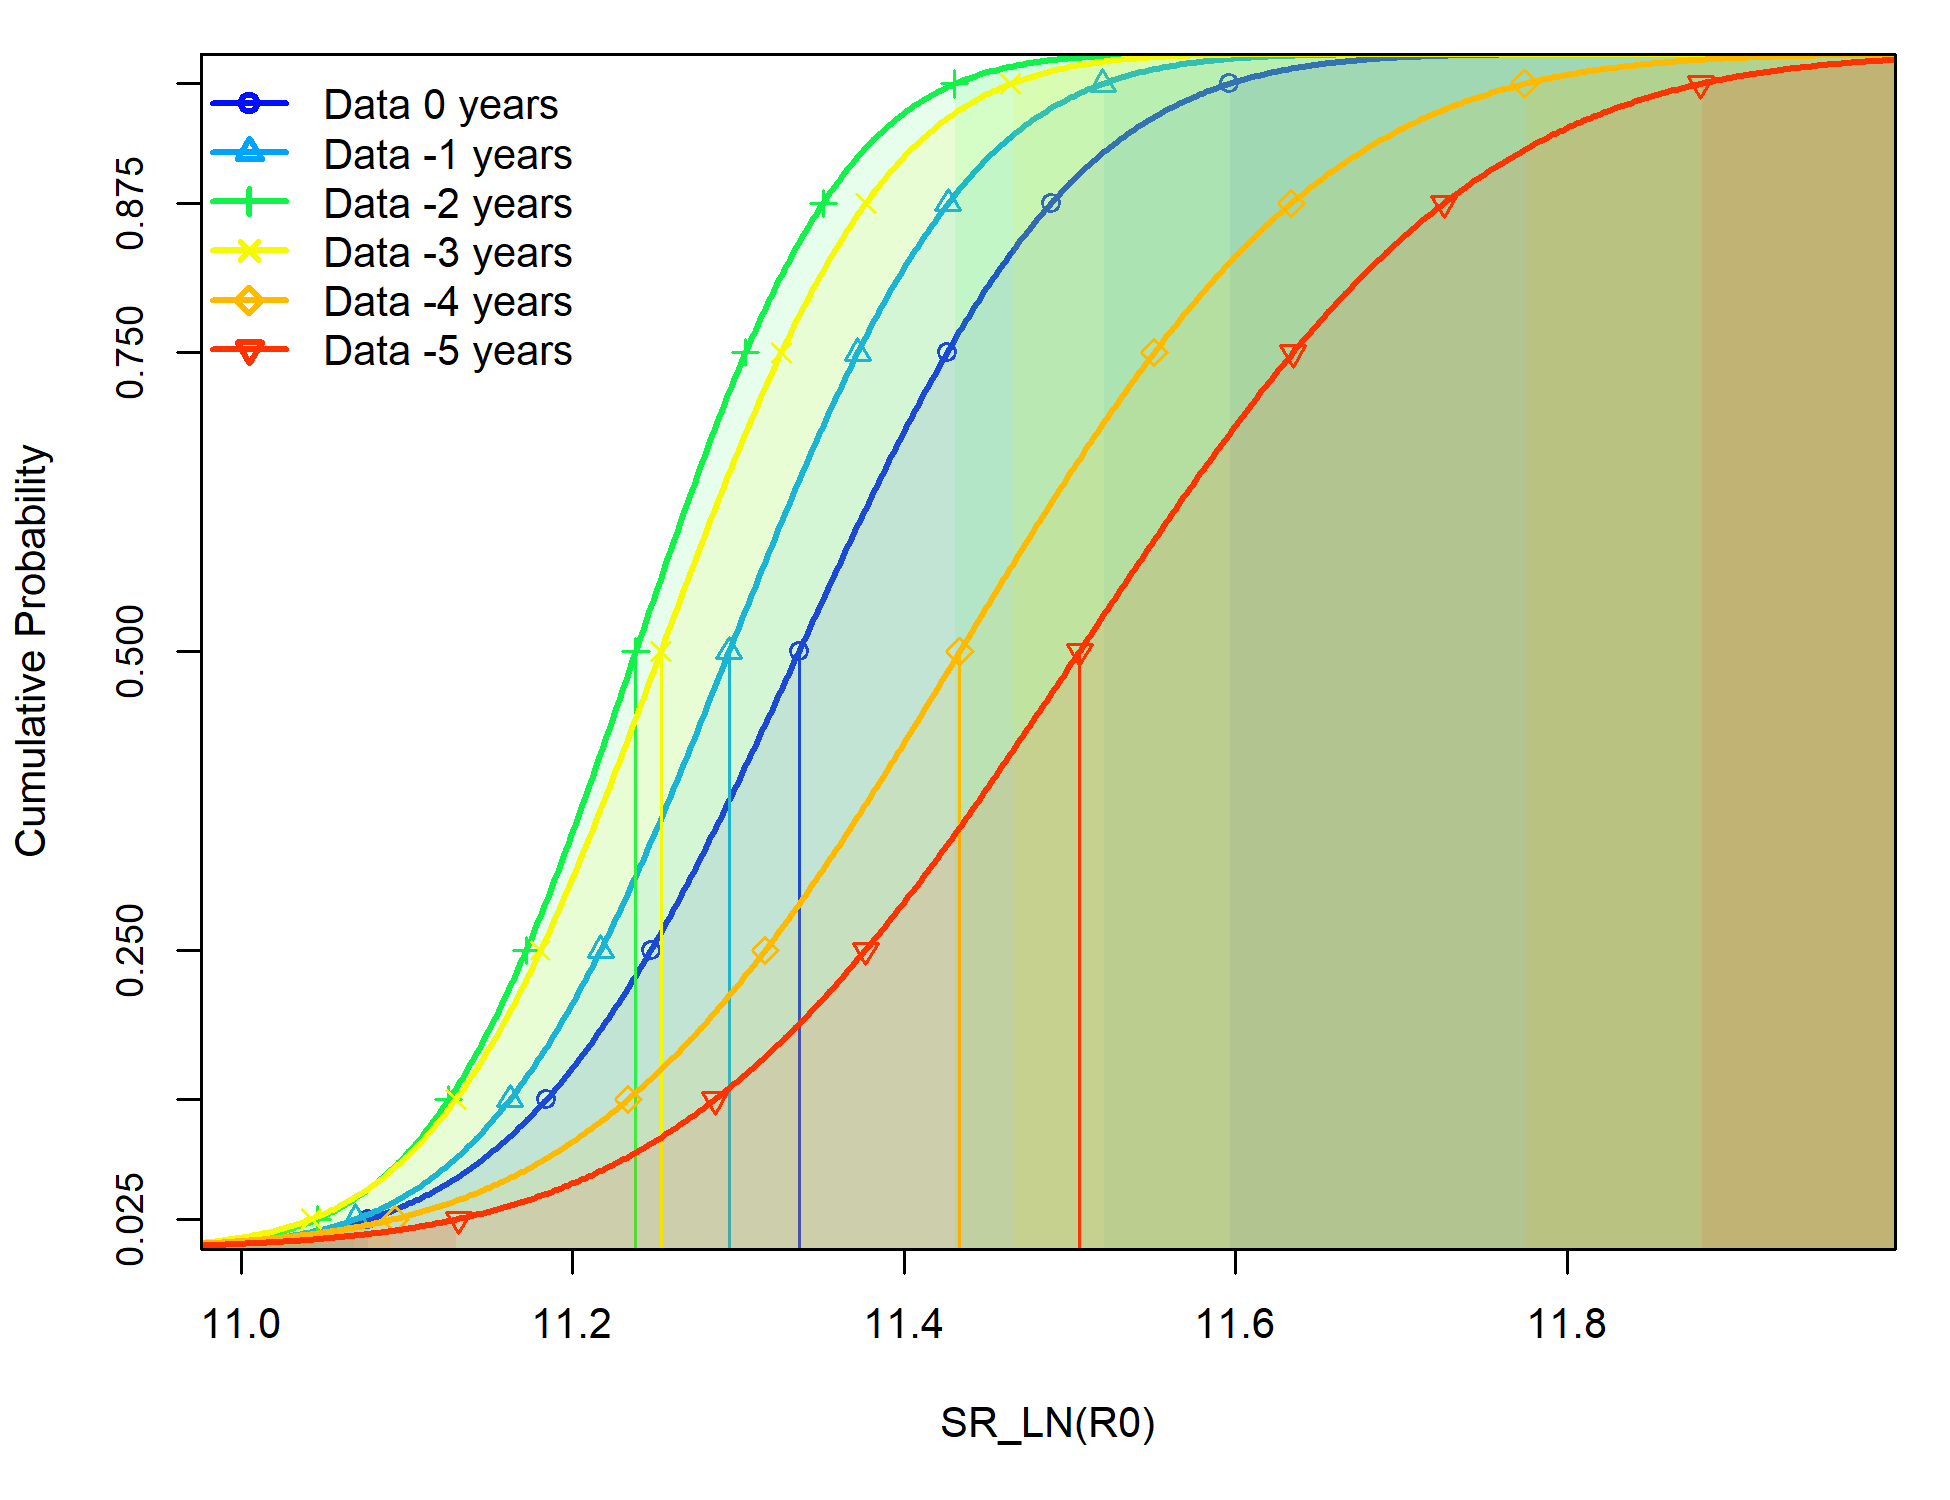 Data 0 years
Data -1 years
Data -2 years
Data -3 years
Data -4 years
Data -5 years
Cumulative Probability
0.875
0.750
0.500
0.250
0.025
11.0 11.2 11.4 11.6 11.8
SR_LN(R0)